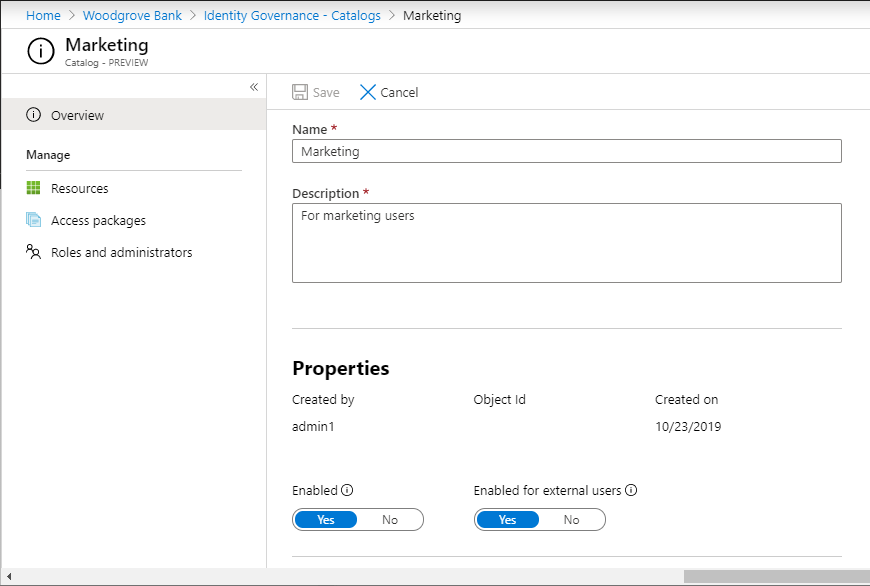 Home > Woodgrove Bank > Identity Governance - Catalogs > Marketing
Marketing
Catalog - PREVIEW
«
Overview
Manage
Resources
Access packages
Roles and administrators
Save Cancel
Name *
Marketing
Description *
For marketing users
Properties
Created by Object Id Created on
admin1 10/23/2019
Enabled Enabled for external users
Yes No Yes No